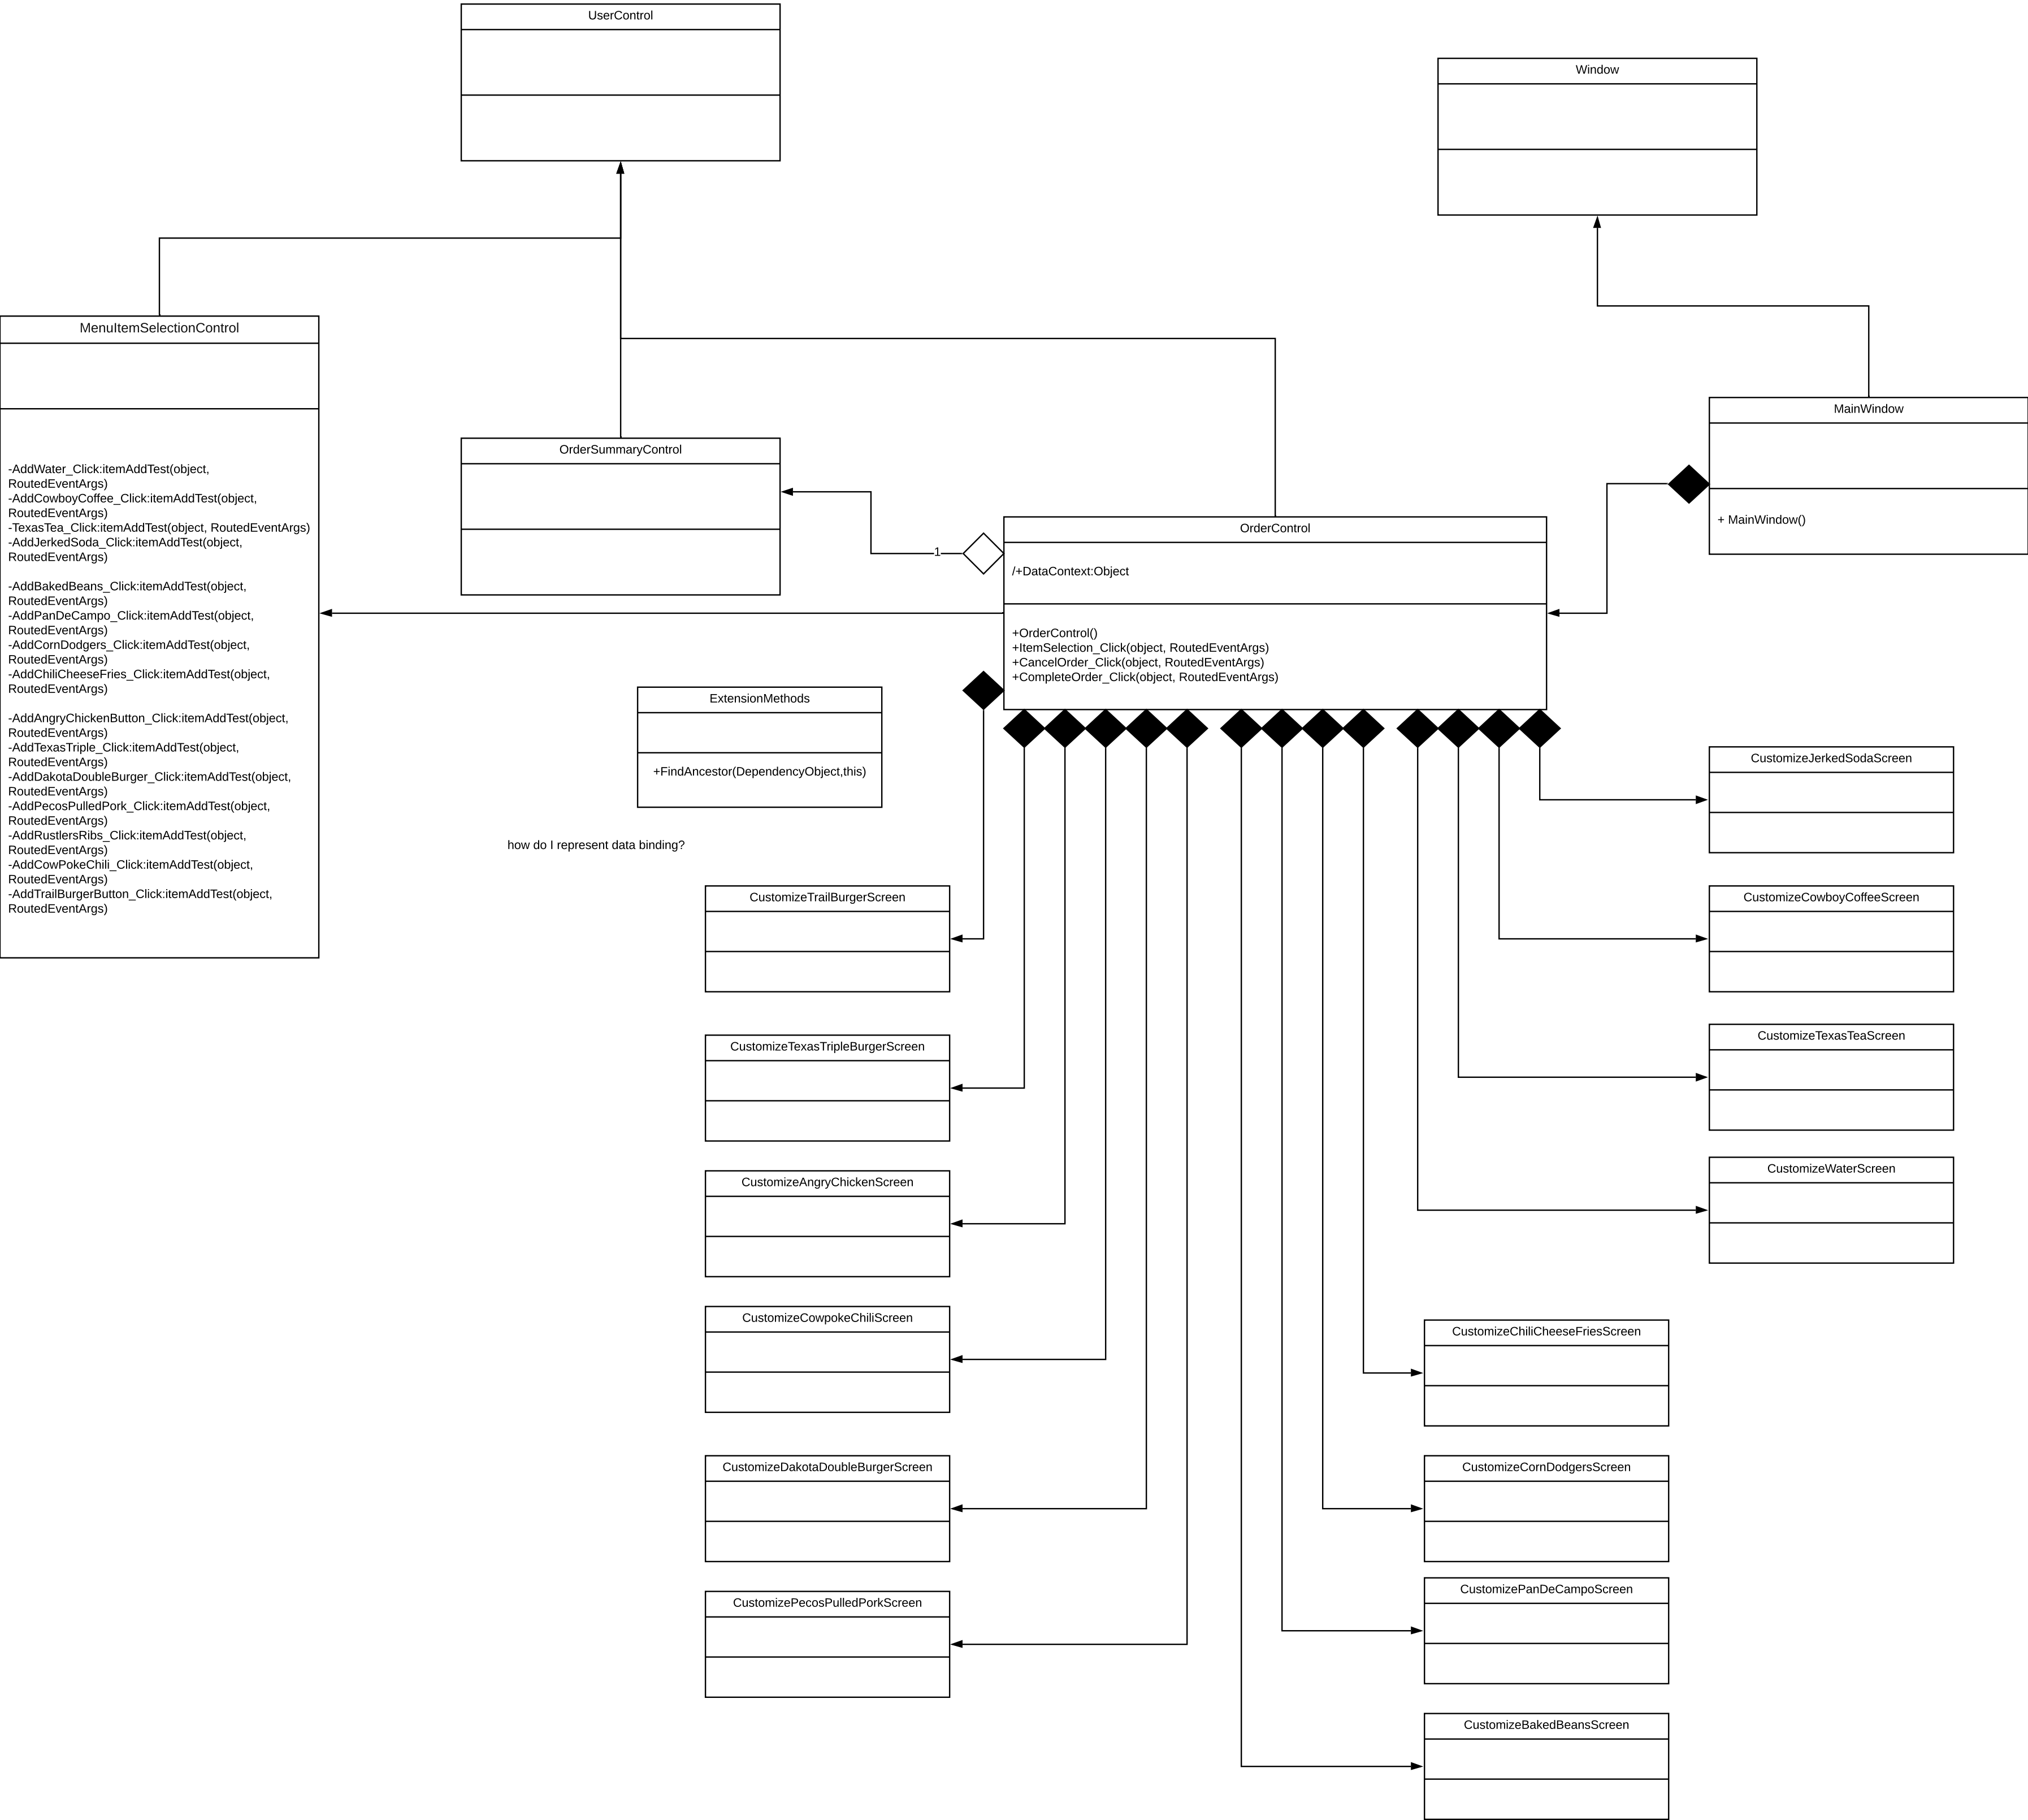 UserControl
Window
MenuItemSelectionControl
-AddWater_Click:itemAddTest(object,
RoutedEventArgs)
-AddCowboyCoffee_Click:itemAddTest(object,
RoutedEventArgs)
-TexasTea_Click:itemAddTest(object, RoutedEventArgs)
-AddJerkedSoda_Click:itemAddTest(object,
RoutedEventArgs)
-AddBakedBeans_Click:itemAddTest(object,
RoutedEventArgs)
-AddPanDeCampo_Click:itemAddTest(object,
RoutedEventArgs)
-AddCornDodgers_Click:itemAddTest(object,
RoutedEventArgs)
-AddChiliCheeseFries_Click:itemAddTest(object,
RoutedEventArgs)
-AddAngryChickenButton_Click:itemAddTest(object,
RoutedEventArgs)
-AddTexasTriple_Click:itemAddTest(object,
RoutedEventArgs)
-AddDakotaDoubleBurger_Click:itemAddTest(object,
RoutedEventArgs)
-AddPecosPulledPork_Click:itemAddTest(object,
RoutedEventArgs)
-AddRustlersRibs_Click:itemAddTest(object,
RoutedEventArgs)
-AddCowPokeChili_Click:itemAddTest(object,
RoutedEventArgs)
-AddTrailBurgerButton_Click:itemAddTest(object,
RoutedEventArgs)
OrderSummaryControl
1
OrderControl
/+DataContext:Object
+OrderControl()
+ItemSelection_Click(object, RoutedEventArgs)
+CancelOrder_Click(object, RoutedEventArgs)
+CompleteOrder_Click(object, RoutedEventArgs)
MainWindow
+ MainWindow()
ExtensionMethods
+FindAncestor(DependencyObject,this)
how do I represent data binding?
CustomizeTrailBurgerScreen
CustomizeTexasTripleBurgerScreen
CustomizeAngryChickenScreen
CustomizeCowpokeChiliScreen
CustomizeDakotaDoubleBurgerScreen
CustomizePecosPulledPorkScreen
CustomizeJerkedSodaScreen
CustomizeCowboyCoffeeScreen
CustomizeTexasTeaScreen
CustomizeWaterScreen
CustomizeChiliCheeseFriesScreen
CustomizeCornDodgersScreen
CustomizePanDeCampoScreen
CustomizeBakedBeansScreen